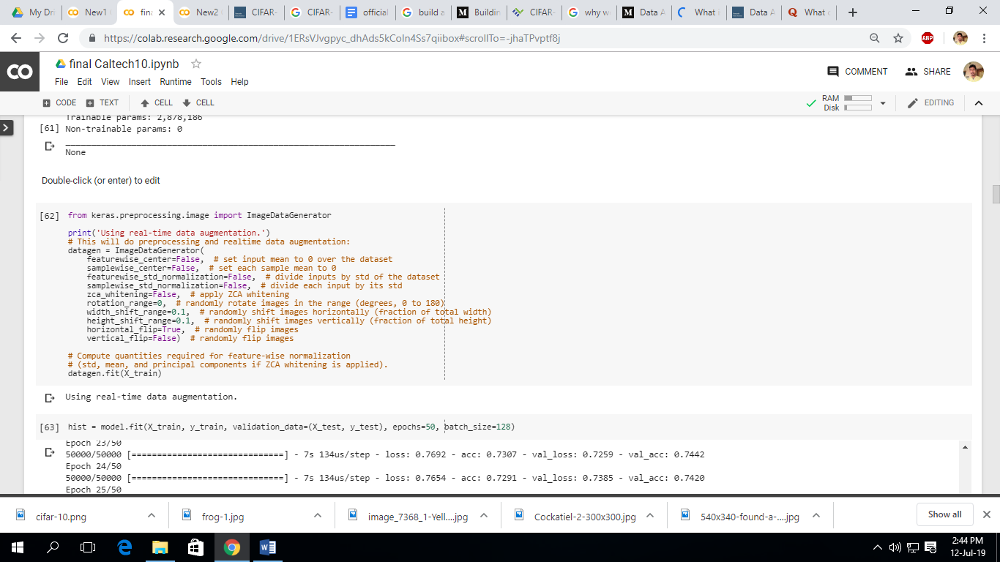 My Dri
New1
fina
New2
CIFAR-
CIFAR-
official
build a
Buildin
CIFAR-
why w
Data A
What i
Data A
What c
https://colab.research.google.com/drive/1ERsVJvgpyc_dhAds5kCoIn4Ss7qiibox#scrollTo=-jhaTPvptf8j
ABP
CO
final Caltech10.ipynb
COMMENT
SHARE
File Edit View Insert Runtime Tools Help
CODE TEXT CELL CELL
RAM
Disk
EDITING
Trainable params: 2,878,186
[61] Non-trainable params: 0
None
Double-click (or enter) to edit
[62] from keras.preprocessing.image import ImageDataGenerator
print('Using real-time data augmentation.')
# This will do preprocessing and realtime data augmentation:
datagen = ImageDataGenerator(
featurewise_center=False,  # set input mean to 0 over the dataset
samplewise_center=False,  # set each sample mean to 0
featurewise_std_normalization=False,  # divide inputs by std of the dataset
samplewise_std_normalization=False,  # divide each input by its std
zca_whitening=False,  # apply ZCA whitening
rotation_range=0,  # randomly rotate images in the range (degrees, 0 to 180)
width_shift_range=0.1,  # randomly shift images horizontally (fraction of total width)
height_shift_range=0.1,  # randomly shift images vertically (fraction of total height)
horizontal_flip=True,  # randomly flip images
vertical_flip=False)  # randomly flip images
# Compute quantities required for feature-wise normalization
# (std, mean, and principal components if ZCA whitening is applied).
datagen.fit(X_train)
Using real-time data augmentation.
[63] hist = model.fit(X_train, y_train, validation_data=(X_test, y_test), epochs=50, batch_size=128)
Epoch 23/50
50000/50000 [==============================] - 7s 134us/step - loss: 0.7692 - acc: 0.7307 - val_loss: 0.7259 - val_acc: 0.7442
Epoch 24/50
50000/50000 [==============================] - 7s 134us/step - loss: 0.7654 - acc: 0.7291 - val_loss: 0.7385 - val_acc: 0.7420
Epoch 25/50
cifar-10.png
frog-1.jpg
image_7368_1-Yell....jpg
Cockatiel-2-300x300.jpg
540x340-found-a-....jpg
Show all
2:44 PM
12-Jul-19